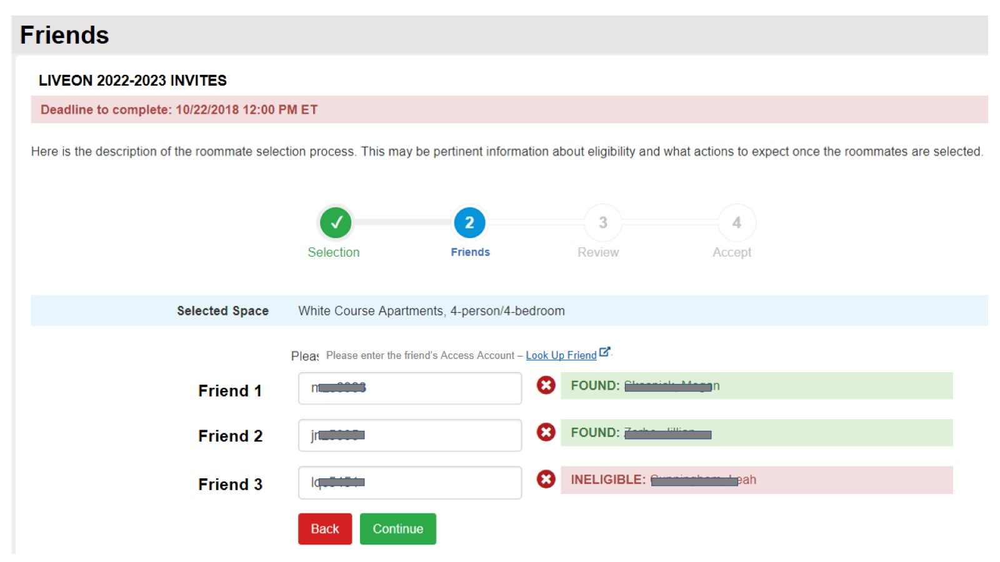 Friends
LIVEON 2022-2023 INVITES
Deadline to complete: 10/22/2018 12:00 PM ET
Here is the description of the roommate selection process. This may be pertinent information about eligibility and what actions to expect once the roommates are selected.
2 3 4
Selection Friends Review Accept
Selected Space White Course Apartments, 4-person/4-bedroom
Please enter the friend's Access Account – Look Up Friend
Friend 1 FOUND:
Friend 2 FOUND:
Friend 3 INELIGIBLE:
Back Continue